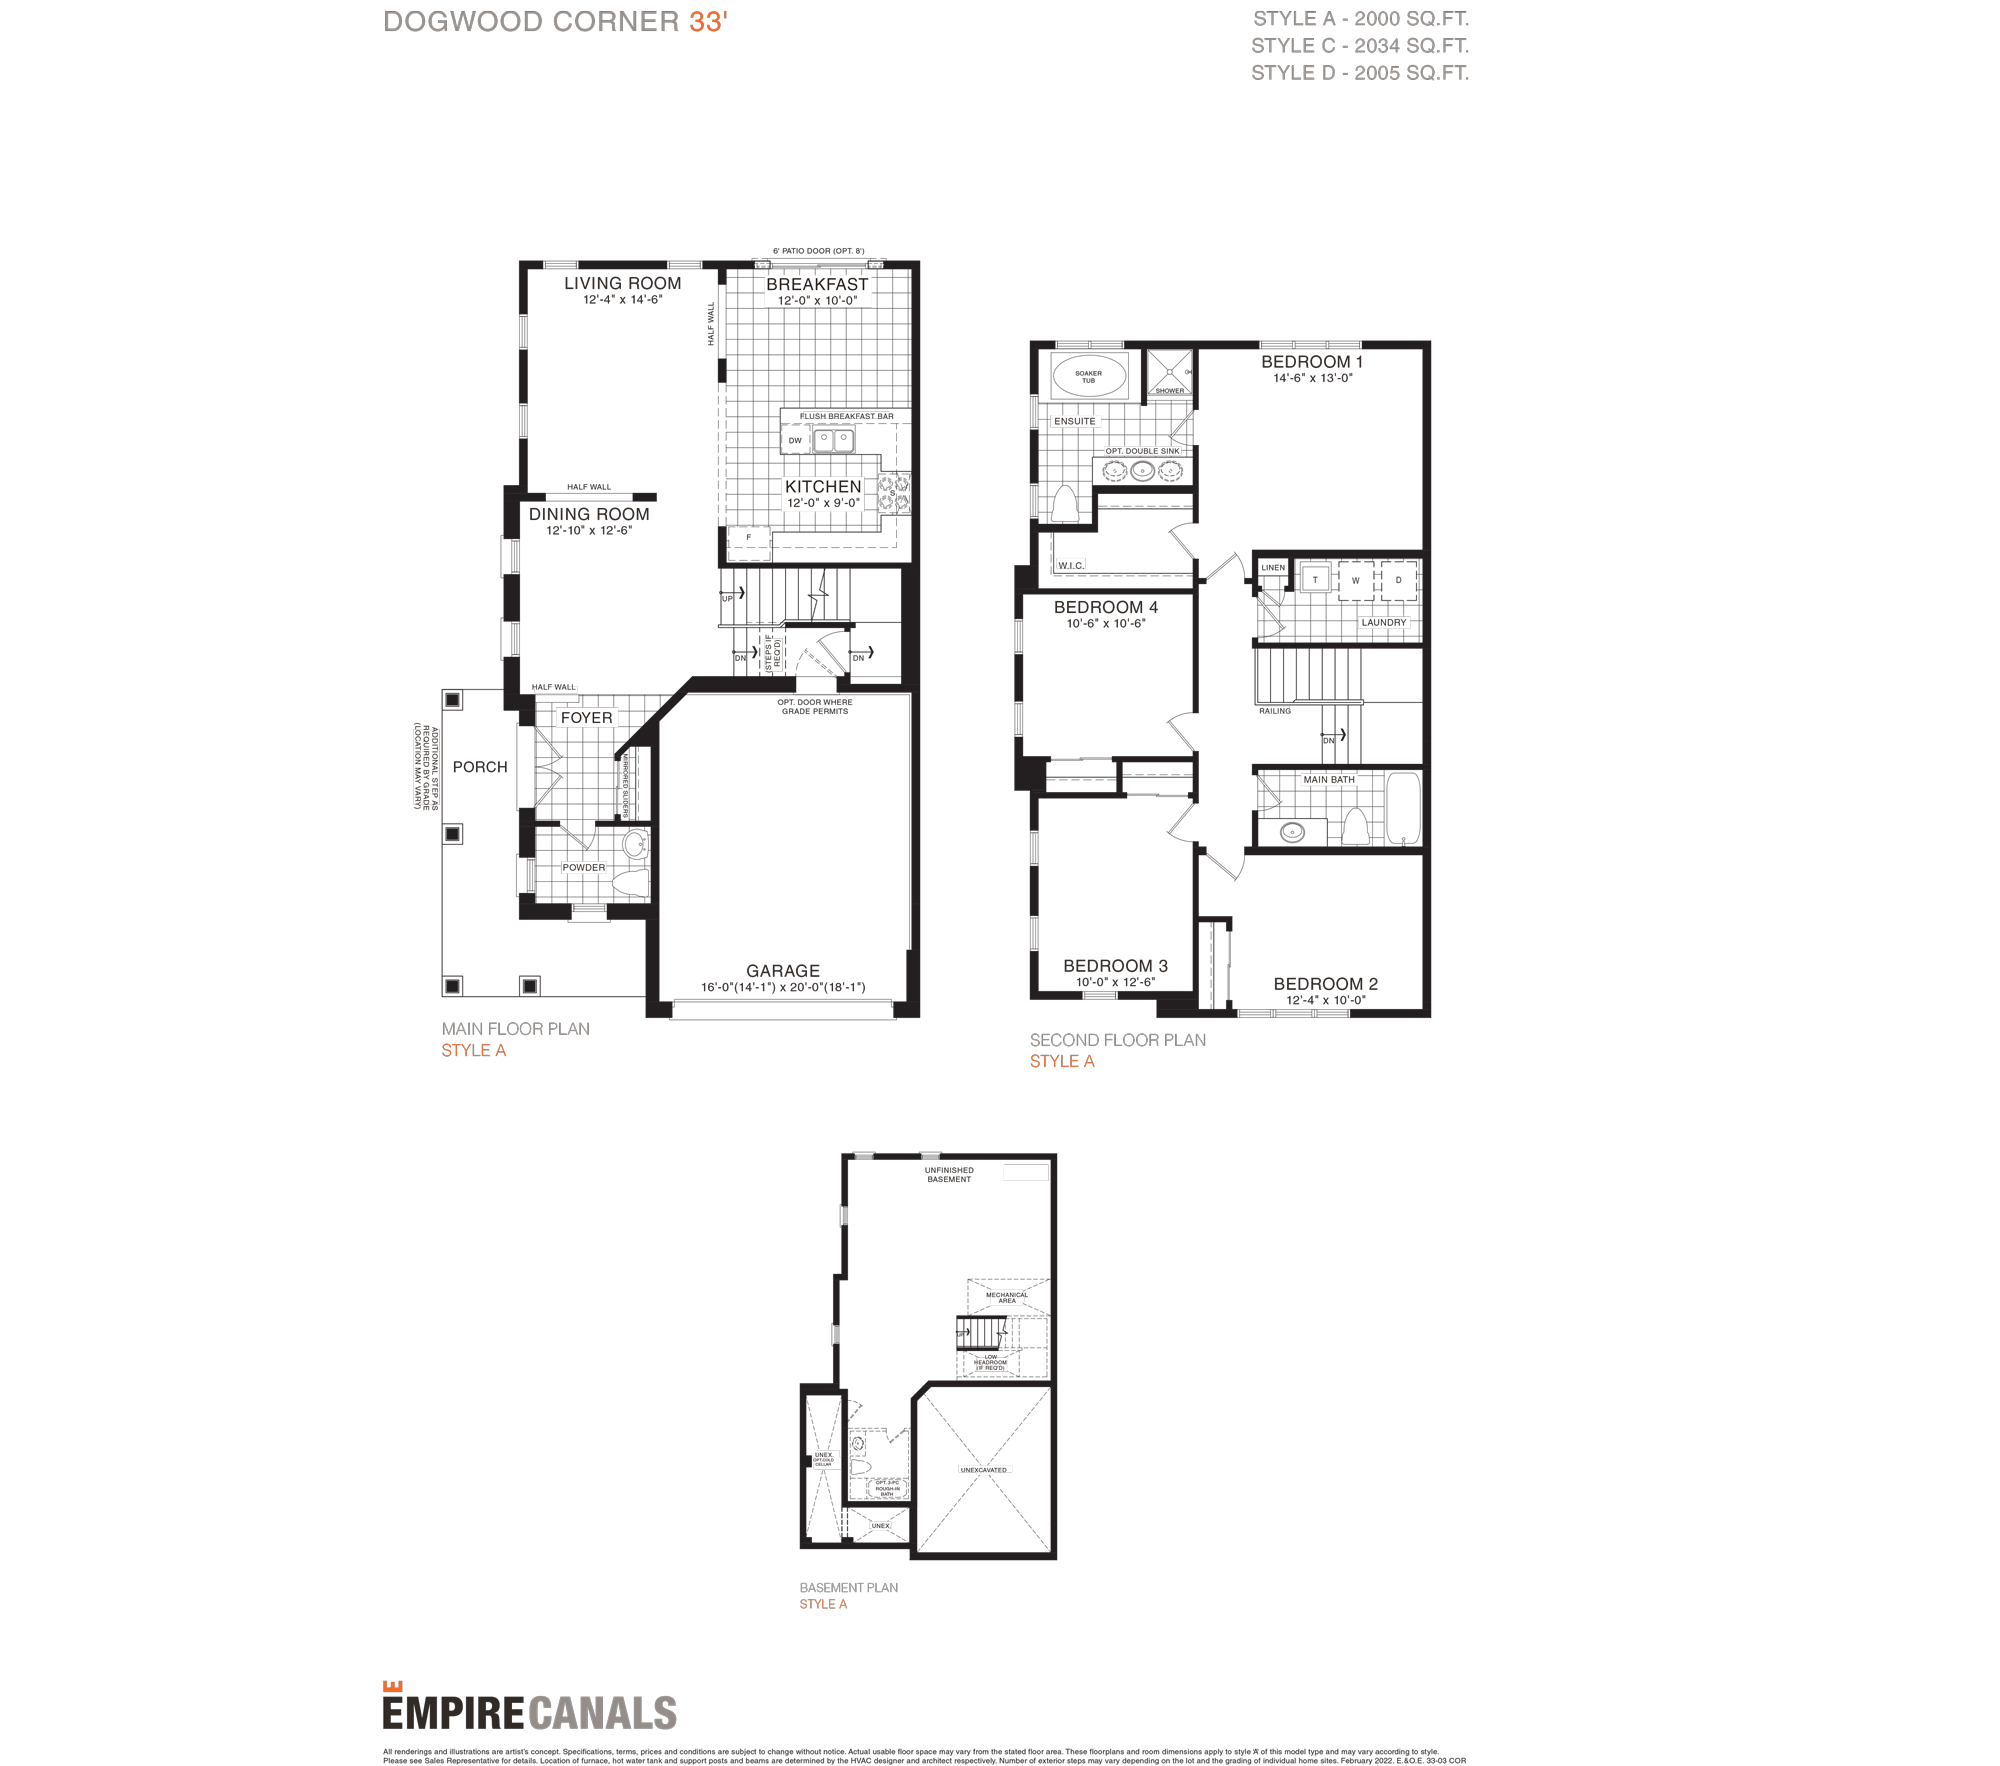 DOGWOOD CORNER 33'
STYLE A - 2000 SQ.FT.
STYLE C - 2034 SQ.FT.
STYLE D - 2005 SQ.FT.
6' PATIO DOOR (OPT. 8')
LIVING ROOM
12'-4" x 14'-6"
BREAKFAST
12'-0" x 10'-0"
HALF WALL
FLUSH BREAKFAST BAR
DW
KITCHEN
12'-0" x 9'-0"
S
F
HALF WALL
DINING ROOM
12'-10" x 12'-6"
UP
DN
(STEPS IF
REQ'D)
DN
HALF WALL
FOYER
OPT. DOOR WHERE
GRADE PERMITS
PORCH
ADDITIONAL STEP AS
REQUIRED BY GRADE
(LOCATION MAY VARY)
MIRRORED SLIDERS
POWDER
GARAGE
16'-0"(14'-1") x 20'-0"(18'-1")
MAIN FLOOR PLAN
STYLE A
SOAKER
TUB
SHOWER
BEDROOM 1
14'-6" x 13'-0"
ENSUITE
OPT. DOUBLE SINK
S
S
W.I.C.
LINEN
T
W
D
LAUNDRY
BEDROOM 4
10'-6" x 10'-6"
RAILING
DN
MAIN BATH
BEDROOM 3
10'-0" x 12'-6"
BEDROOM 2
12'-4" x 10'-0"
SECOND FLOOR PLAN
STYLE A
UNFINISHED
BASEMENT
MECHANICAL
AREA
UP
LOW
HEADROOM
(IF REQ'D)
UNEX.
OPT.COLD
CELLAR
OPT. 3-PC
ROUGH-IN
BATH
UNEXCAVATED
UNEX.
BASEMENT PLAN
STYLE A
E
EMPIRECANALS
All renderings and illustrations are artist's concept. Specifications, terms, prices and conditions are subject to change without notice. Actual usable floor space may vary from the stated floor area. These floorplans and room dimensions apply to style 'A' of this model type and may vary according to style.
Please see Sales Representative for details. Location of furnace, hot water tank and support posts and beams are determined by the HVAC designer and architect respectively. Number of exterior steps may vary depending on the lot and the grading of individual home sites. February 2022. E.&O.E. 33-03 COR